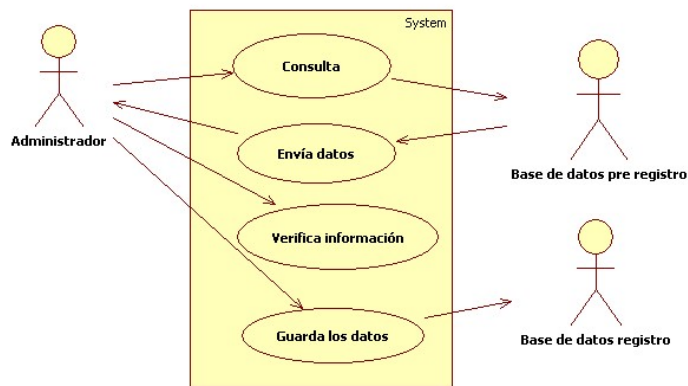 System
Consulta
Administrador
Envía datos
Base de datos pre registro
Verifica información
Guarda los datos
Base de datos registro